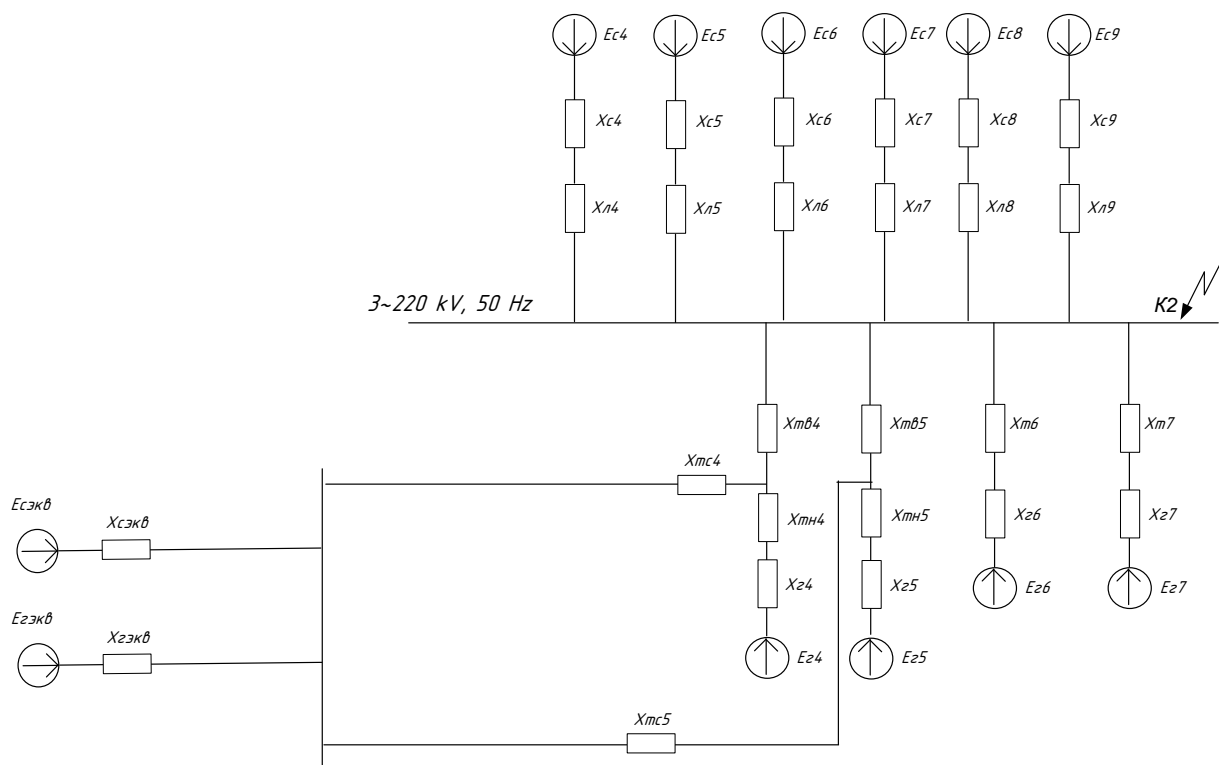 Ес4 Ес5 Ес6 Ес7 Ес8 Ес9
Хс4 Хс5 Хс6 Хс7 Хс8 Хс9
Хл4 Хл5 Хл6 Хл7 Хл8 Хл9
3~220 kV, 50 Hz
К2
Хтв4 Хтв5 Хт6 Хт7
Хтс4
Есэкв
Хсэкв
Хтн4 Хтн5 Хг6 Хг7
Хг4 Хг5
Ег6 Ег7
Егэкв
Хгэкв
Ег4 Ег5
Хтс5